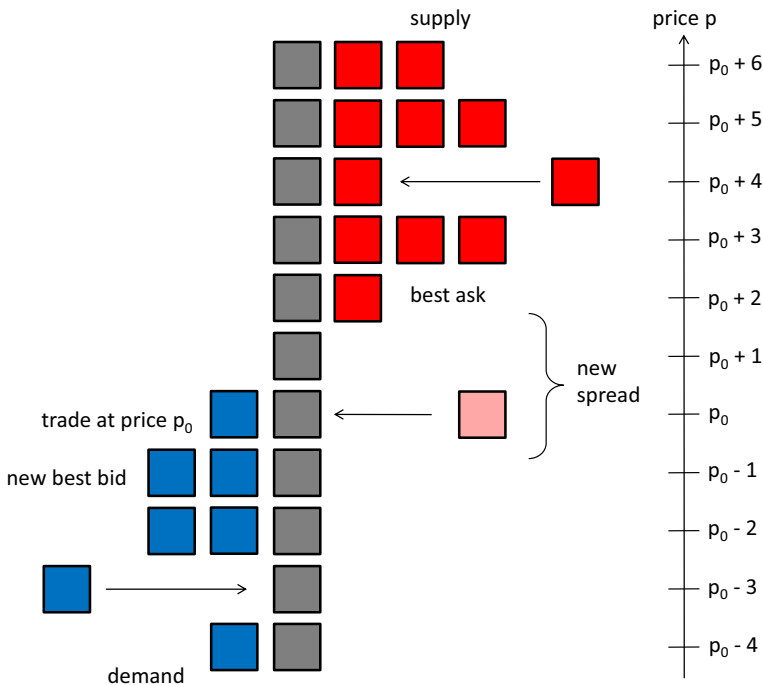 supply
price p
p₀ + 6
p₀ + 5
p₀ + 4
p₀ + 3
best ask
p₀ + 2
p₀ + 1
new
spread
trade at price p₀
p₀
new best bid
p₀ - 1
p₀ - 2
p₀ - 3
p₀ - 4
demand